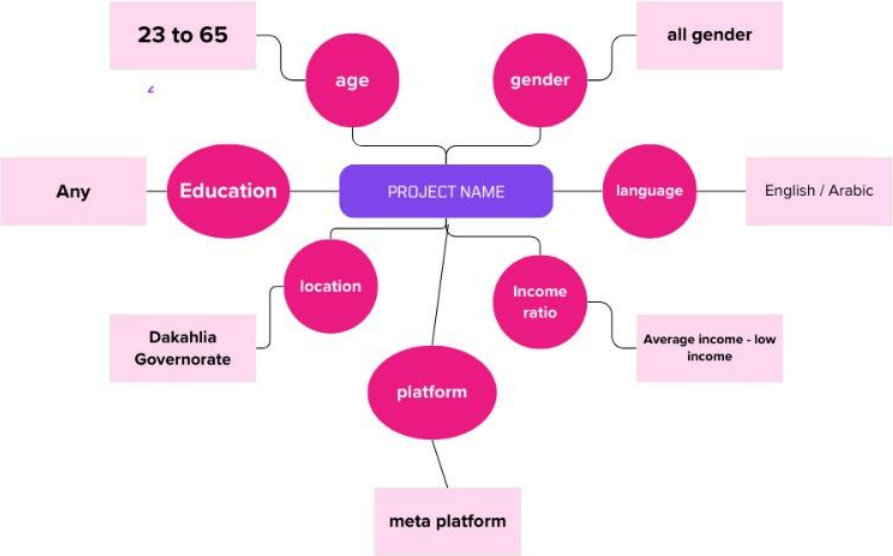 23 to 65
all gender
age
gender
Any
Education
PROJECT NAME
language
English / Arabic
location
Income
ratio
Dakahlia
Governorate
Average income - low
income
platform
meta platform